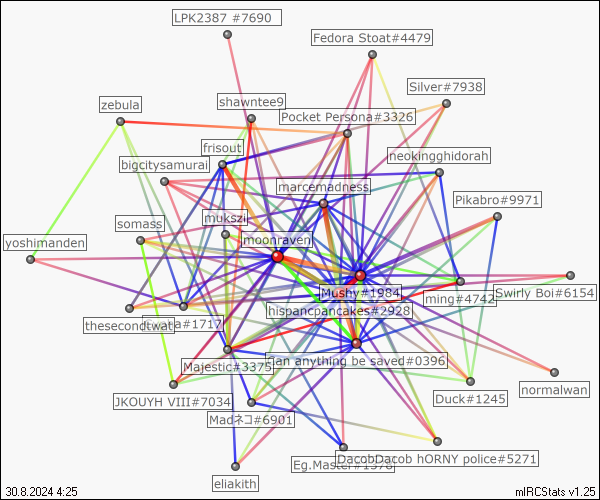 LPK2387 #7690
Fedora Stoat#4479
Silver#7938
zebula
shawntee9
Pocket Persona#3326
frisout
neokingghidorah
bigcitysamurai
marcemadness
Pikabro#9971
mukszi
somass
moonraven
yoshimanden
Mushy#1984
ming#4742
Swirly Boi#6154
hispancpancakes#2928
thesecondtwat
#1717
Majestic#3375
can anything be saved#0396
normalwan
JKOUYH VIII#7034
Duck#1245
Madネコ#6901
DacobDacob hORNY police#5271
Eg.Master#1378
eliakith
30.8.2024 4:25
mIRCStats v1.25